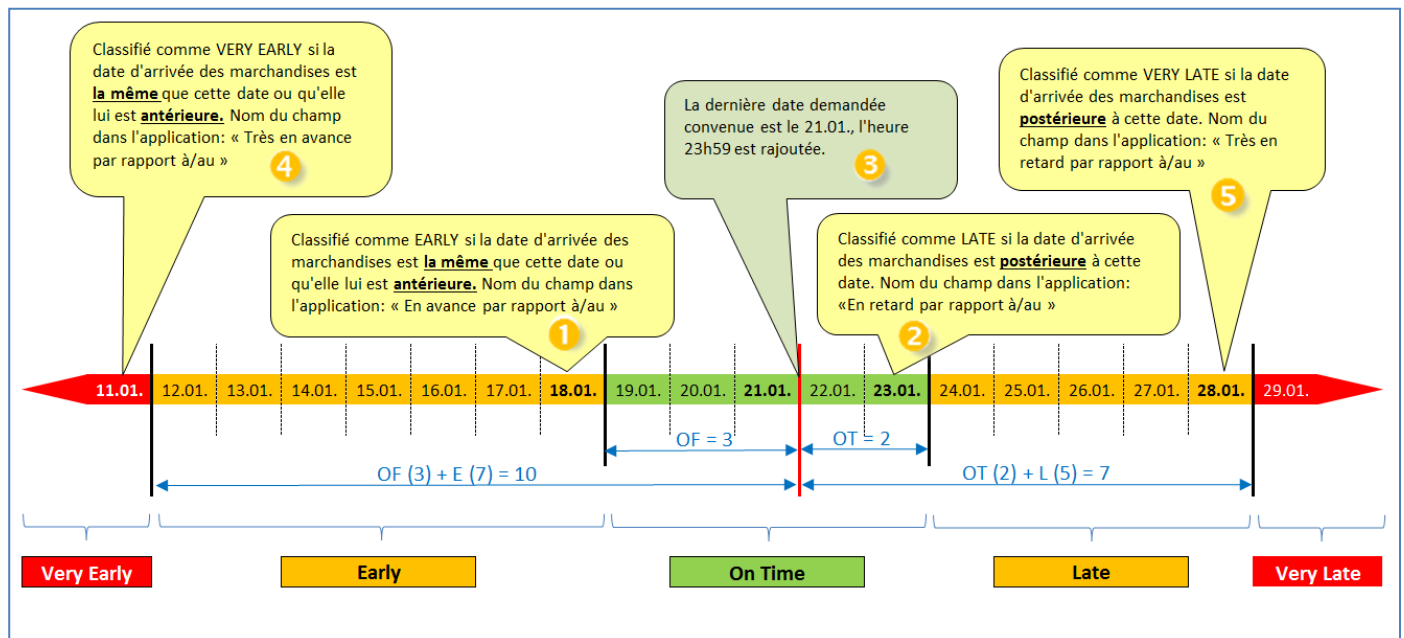 Classifié comme VERY EARLY si la
date d'arrivée des marchandises est
la même que cette date ou qu'elle
lui est antérieure. Nom du champ
dans l'application: « Très en avance
par rapport à/au »
4
La dernière date demandée
convenue est le 21.01., l'heure
23h59 est rajoutée.
3
Classifié comme VERY LATE si la date
d'arrivée des marchandises est
postérieure à cette date. Nom du
champ dans l'application: « Très en
retard par rapport à/au »
5
Classifié comme EARLY si la date d'arrivée des
marchandises est la même que cette date ou
qu'elle lui est antérieure. Nom du champ dans
l'application: « En avance par rapport à/au »
1
Classifié comme LATE si la date d'arrivée
des marchandises est postérieure à cette
date. Nom du champ dans l'application:
«En retard par rapport à/au »
2
11.01. 12.01. 13.01. 14.01. 15.01. 16.01. 17.01. 18.01. 19.01. 20.01. 21.01. 22.01. 23.01. 24.01. 25.01. 26.01. 27.01. 28.01. 29.01.
OF = 3 OT = 2
OF (3) + E (7) = 10 OT (2) + L (5) = 7
Very Early Early On Time Late Very Late